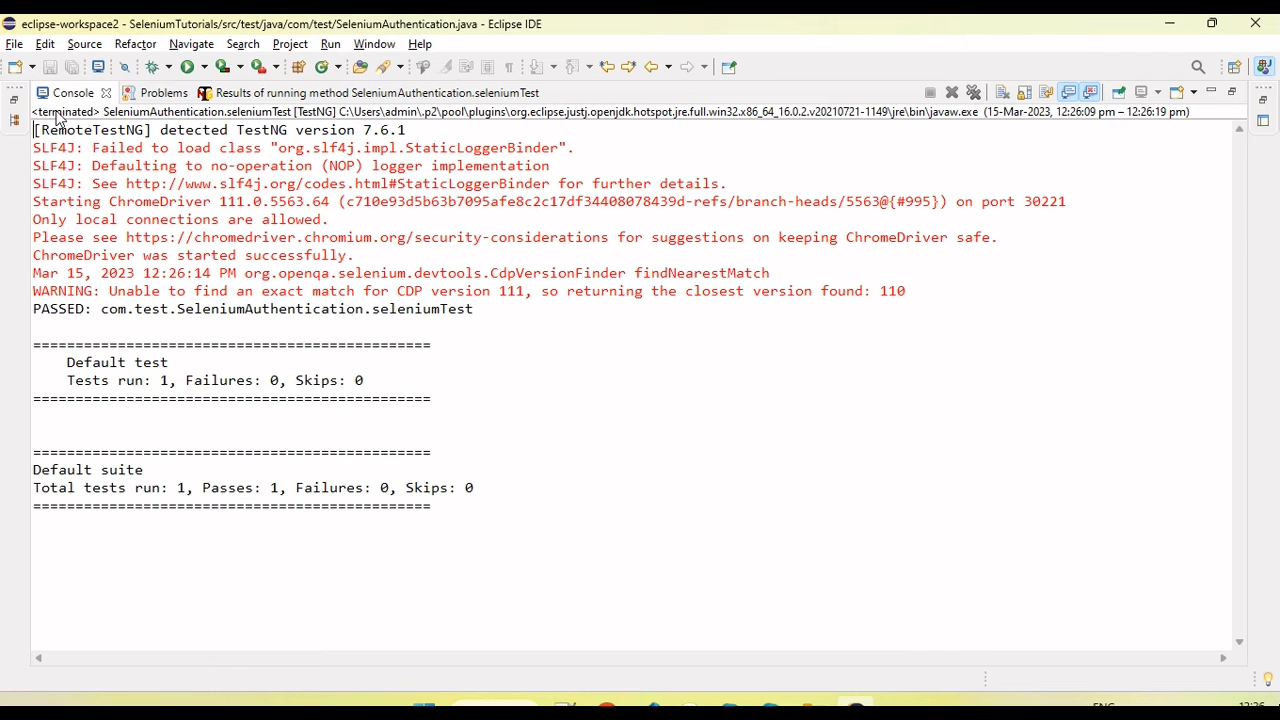 eclipse-workspace2 - SeleniumTutorials/src/test/java/com/test/SeleniumAuthentication.java - Eclipse IDE
File Edit Source Refactor Navigate Search Project Run Window Help
Console Problems Results of running method SeleniumAuthentication.seleniumTest
<terminated> SeleniumAuthentication.seleniumTest [TestNG] C:\Users\admin\.p2\pool\plugins\org.eclipse.justj.openjdk.hotspot.jre.full.win32.x86_64_16.0.2.v20210721-1149\jre\bin\javaw.exe (15-Mar-2023, 12:26:09 pm – 12:26:19 pm)
[RemoteTestNG] detected TestNG version 7.6.1
SLF4J: Failed to load class "org.slf4j.impl.StaticLoggerBinder".
SLF4J: Defaulting to no-operation (NOP) logger implementation
SLF4J: See http://www.slf4j.org/codes.html#StaticLoggerBinder for further details.
Starting ChromeDriver 111.0.5563.64 (c710e93d5b63b7095afe8c2c17df34408078439d-refs/branch-heads/5563@{#995}) on port 30221
Only local connections are allowed.
Please see https://chromedriver.chromium.org/security-considerations for suggestions on keeping ChromeDriver safe.
ChromeDriver was started successfully.
Mar 15, 2023 12:26:14 PM org.openqa.selenium.devtools.CdpVersionFinder findNearestMatch
WARNING: Unable to find an exact match for CDP version 111, so returning the closest version found: 110
PASSED: com.test.SeleniumAuthentication.seleniumTest
===============================================
Default test
Tests run: 1, Failures: 0, Skips: 0
===============================================
===============================================
Default suite
Total tests run: 1, Passes: 1, Failures: 0, Skips: 0
===============================================